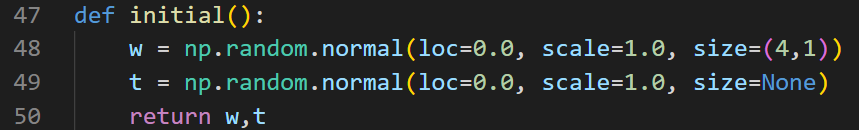 47 def initial():
48     w = np.random.normal(loc=0.0, scale=1.0, size=(4,1))
49     t = np.random.normal(loc=0.0, scale=1.0, size=None)
50     return w,t